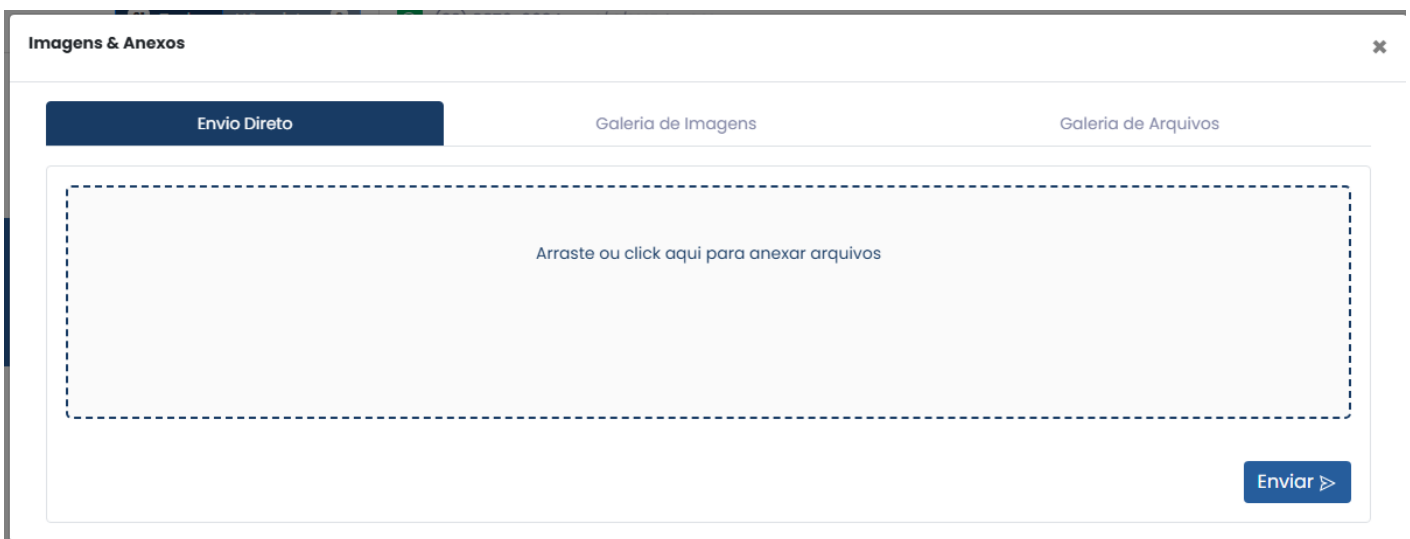 Imagens & Anexos
Envio Direto
Galeria de Imagens
Galeria de Arquivos
Arraste ou click aqui para anexar arquivos
Enviar